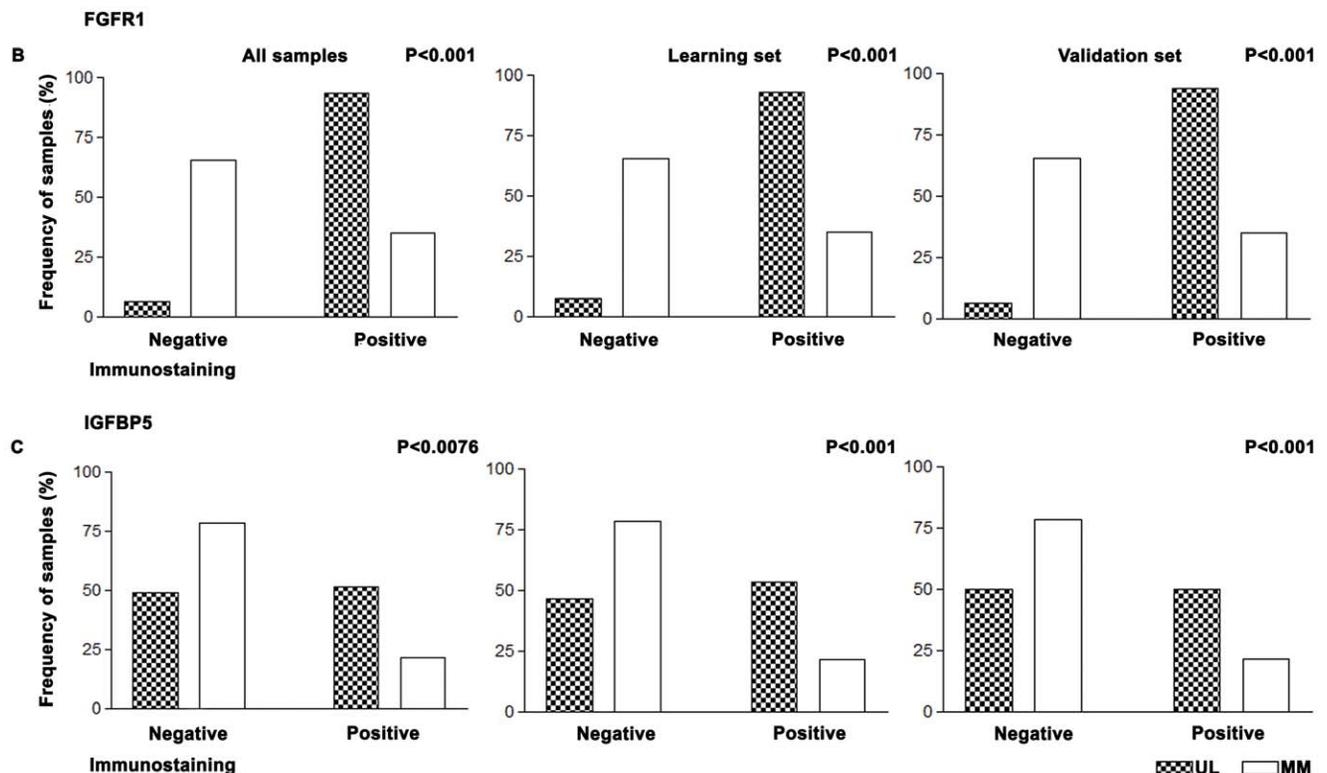 FGFR1
B
All samples P<0.001
Learning set P<0.001
Validation set P<0.001
Frequency of samples (%)
100
75
50
25
0
Negative Positive
100
75
50
25
0
Negative Positive
100
75
50
25
0
Negative Positive
Immunostaining
IGFBP5
C
P<0.0076
P<0.001
P<0.001
Frequency of samples (%)
100
75
50
25
0
Negative Positive
100
75
50
25
0
Negative Positive
100
75
50
25
0
Negative Positive
Immunostaining
UL MM